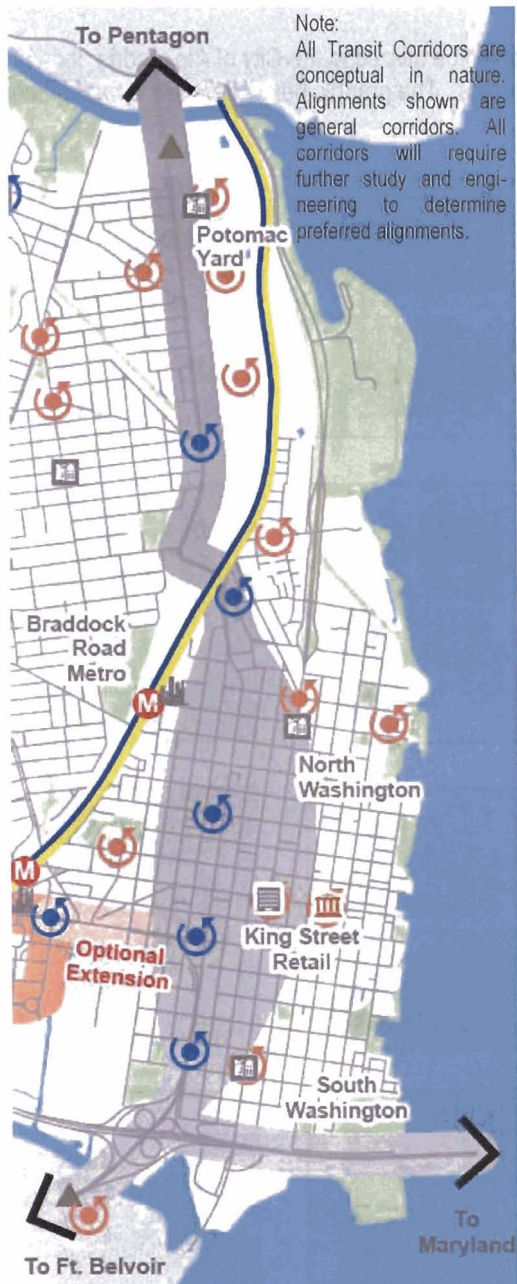 To Pentagon
Note:
All Transit Corridors are
conceptual in nature.
Alignments shown are
general corridors. All
corridors will require
further study and engi-
neering to determine
preferred alignments.
Potomac
Yard
Braddock
Road
Metro
M
North
Washington
M
King Street
Retail
Optional
Extension
South
Washington
To
Maryland
To Ft. Belvoir